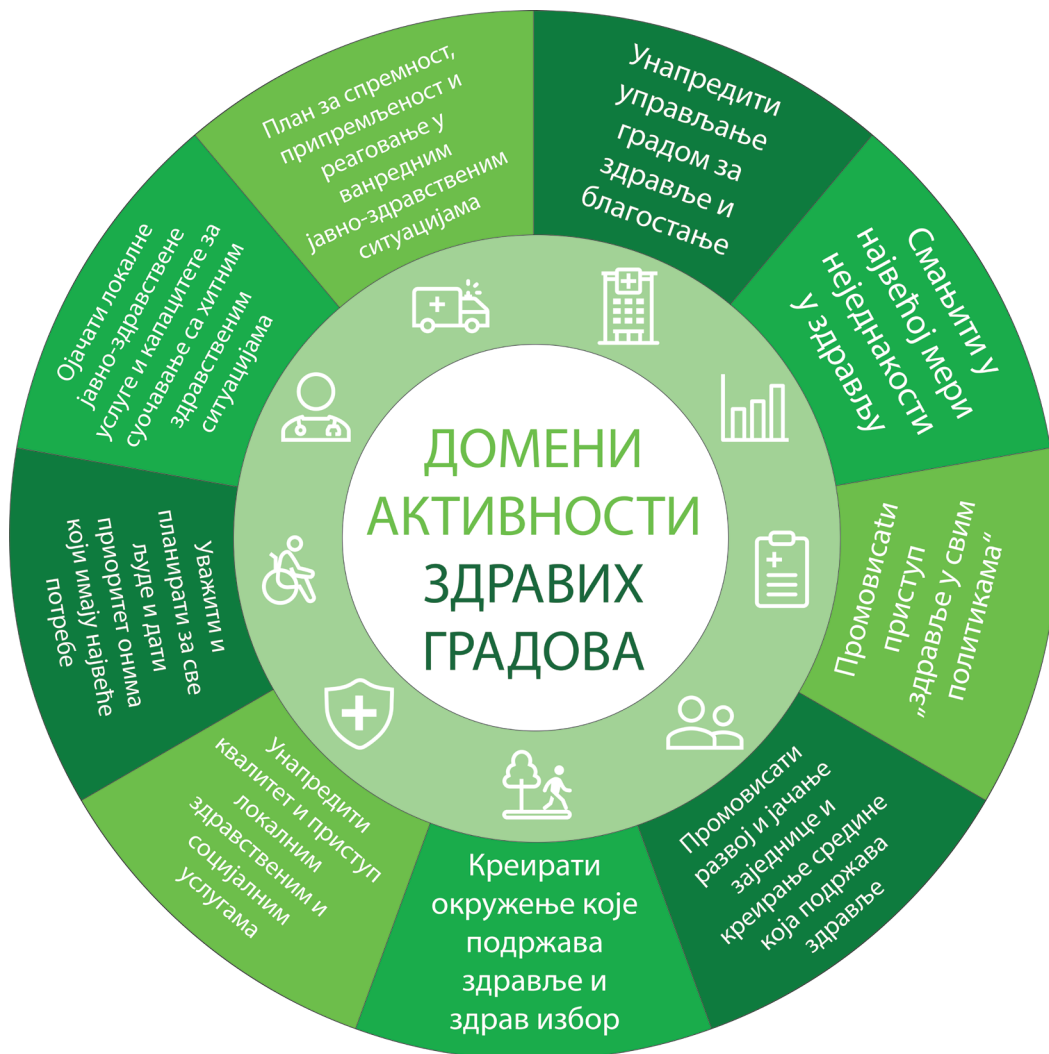 ДОМЕНИ
АКТИВНОСТИ
ЗДРАВИХ
ГРАДОВА
Унапредити
управљање
градом за
здравље и
благостање
Смањити у
највећој мери
неједнакости
у здрављу
Промовисати
приступ
„здравље у свим
политикама“
Промовисати
развој и јачање
заједнице и
креирање средине
која подржава
здравље
Креирати
окружење које
подржава
здравље и
здрав избор
Унапредити
квалитет и приступ
локалним
здравственим и
социјалним
услугама
Уважити и
планирати за све
људе и дати
приоритет онима
који имају највеће
потребе
Ојачати локалне
јавно-здравствене
услуге и капацитете за
суочавање са хитним
здравственим
ситуацијама
План за спремност,
припремљеност и
реаговање у
ванредним
јавно-здравственим
ситуацијама